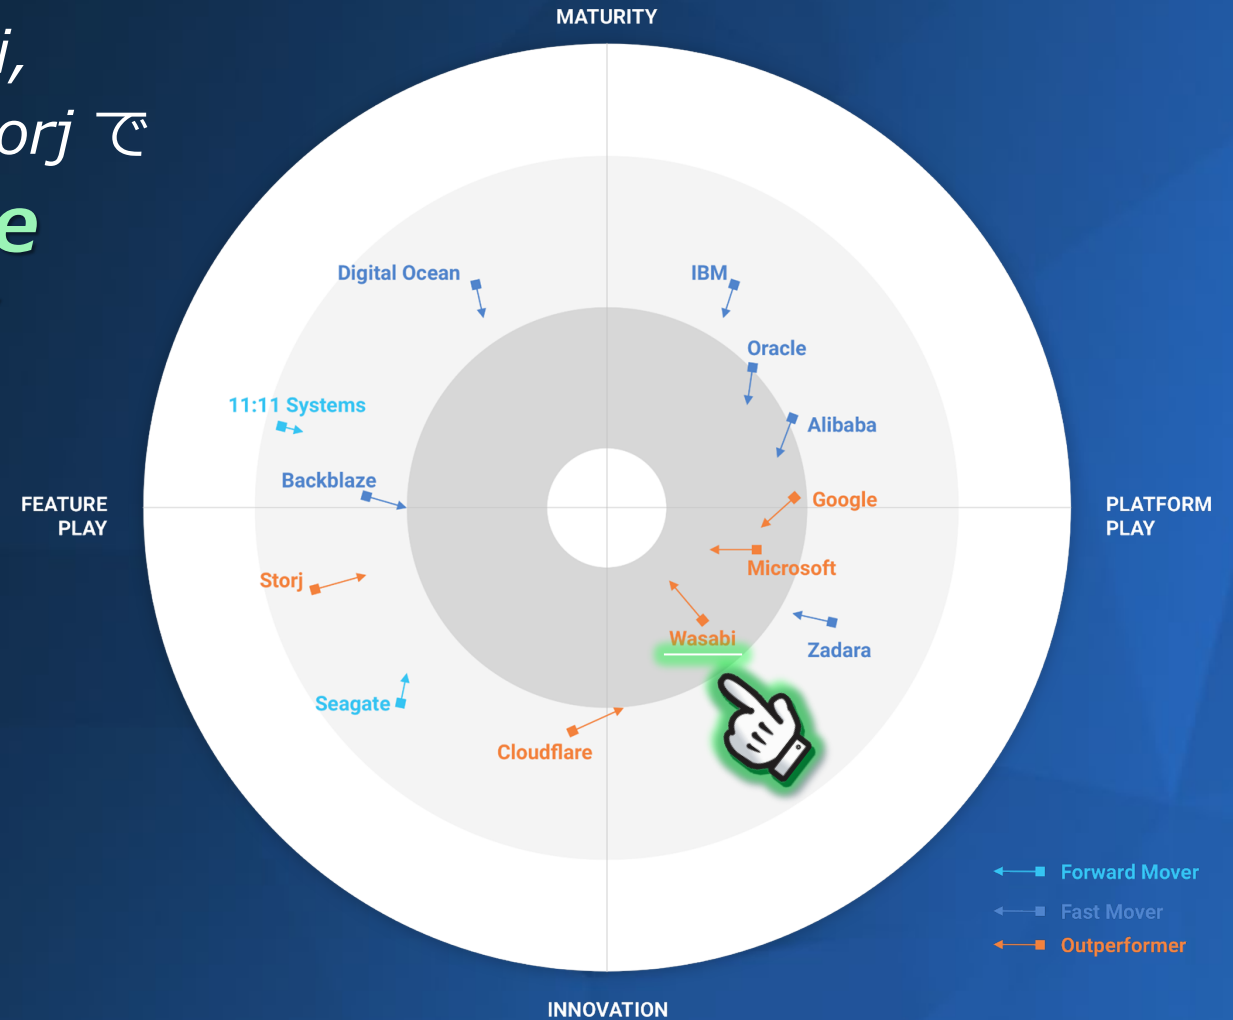 MATURITY
i,
orj で
e
Digital Ocean
IBM
Oracle
11:11 Systems
Alibaba
Backblaze
Google
FEATURE
PLAY
PLATFORM
PLAY
Microsoft
Storj
Wasabi
Zadara
Seagate
Cloudflare
Forward Mover
Fast Mover
Outperformer
INNOVATION